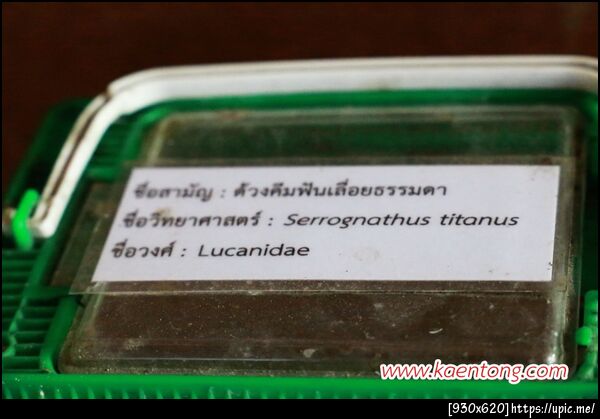 ชื่อสามัญ : ด้วงคีมฟันเลื่อยธรรมดา
ชื่อวิทยาศาสตร์ : Serrognathus titanus
ชื่อวงศ์ : Lucanidae
www.kaentong.com
[930x620]https://upic.me/